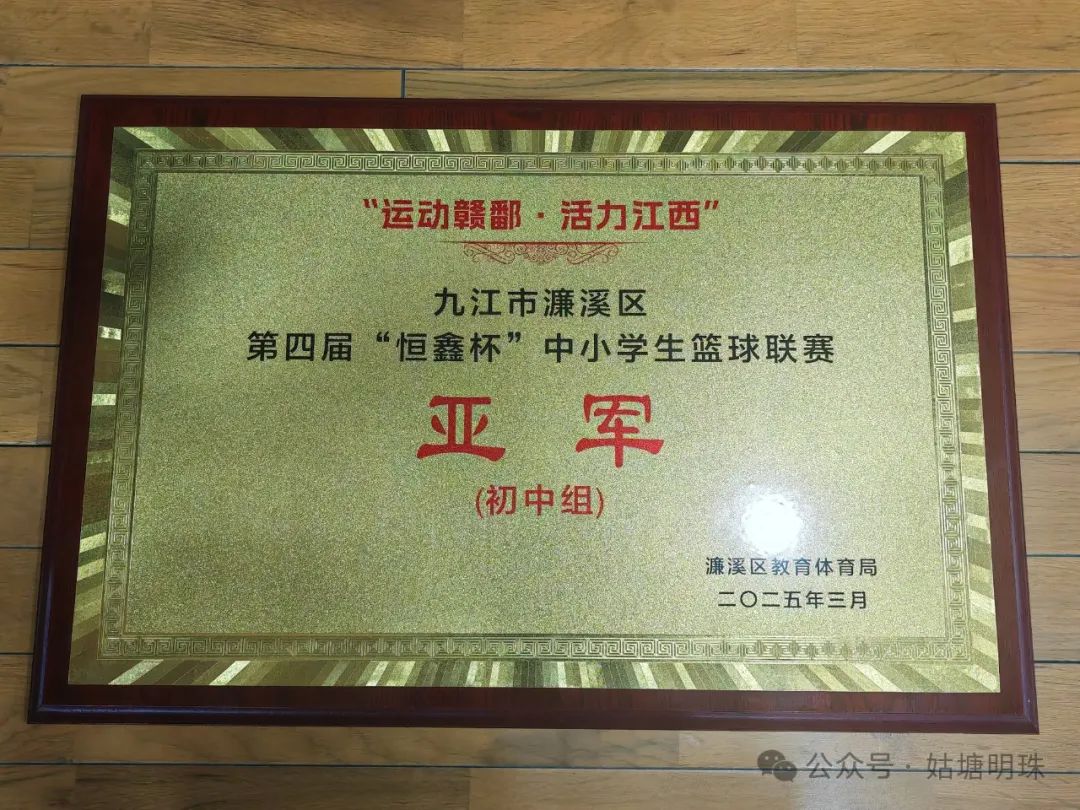 “运动赣鄱·活力江西”
九江市濂溪区
第四届“恒鑫杯”中小学生篮球联赛
亚军
(初中组)
濂溪区教育体育局
二〇二五年三月
公众号·姑塘明珠